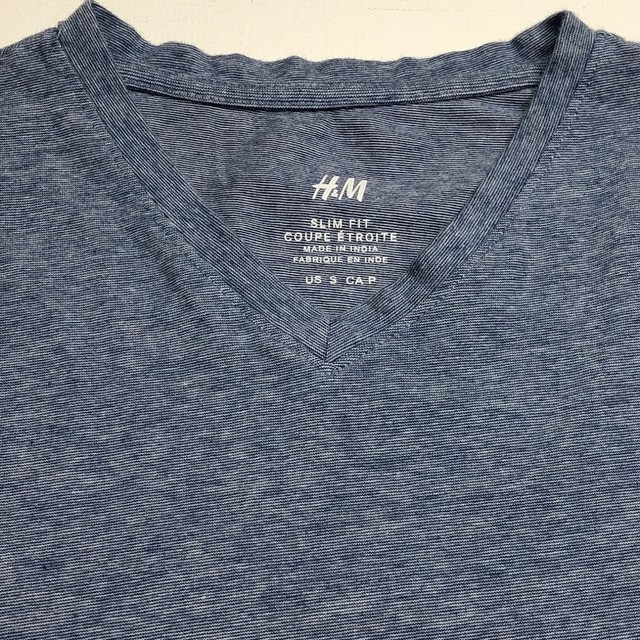 H&M
SLIM FIT
COUPE ÉTROITE
MADE IN INDIA
FABRIQUE EN INDE
US S CA P